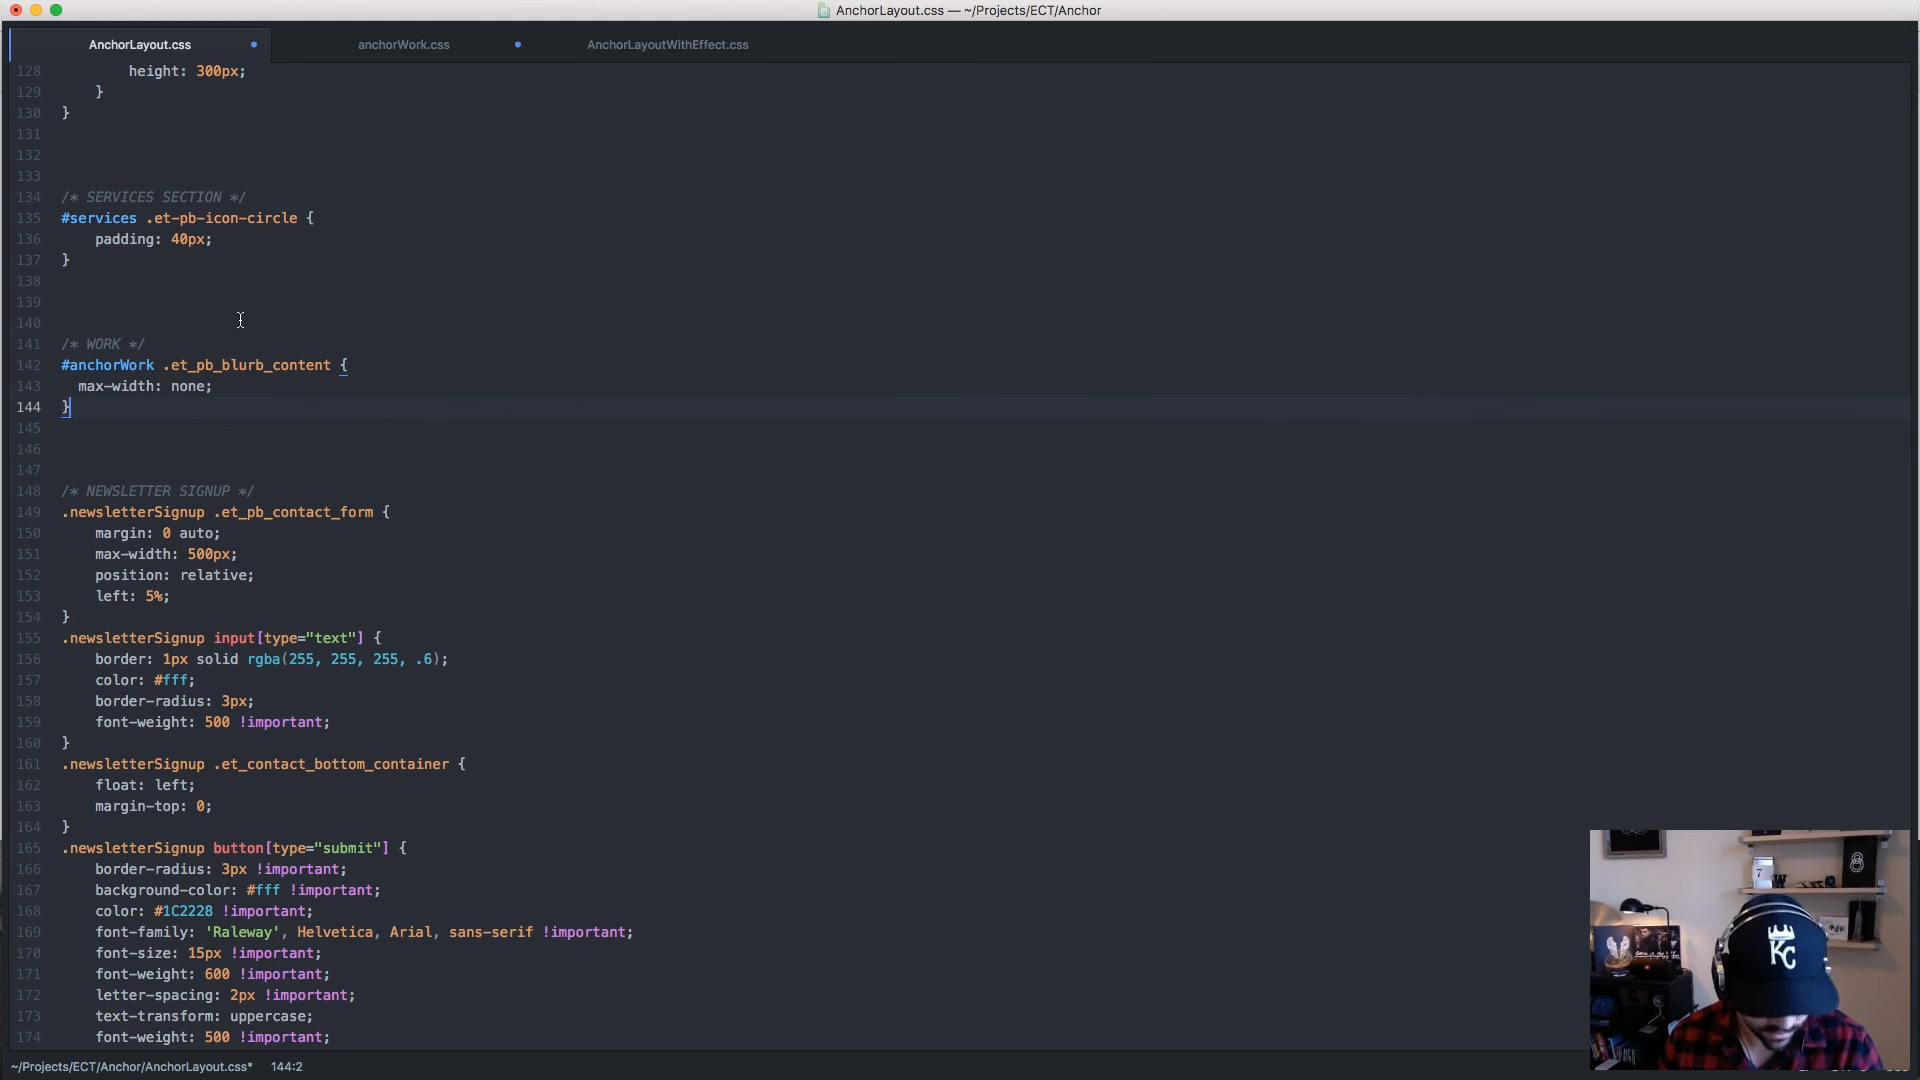 AnchorLayout.css — ~/Projects/ECT/Anchor
AnchorLayout.css anchorWork.css AnchorLayoutWithEffect.css
128 height: 300px;
129 }
130 }
131
132
133
134 /* SERVICES SECTION */
135 #services .et-pb-icon-circle {
136 padding: 40px;
137 }
138
139
140
141 /* WORK */
142 #anchorWork .et_pb_blurb_content {
143 max-width: none;
144 }
145
146
147
148 /* NEWSLETTER SIGNUP */
149 .newsletterSignup .et_pb_contact_form {
150 margin: 0 auto;
151 max-width: 500px;
152 position: relative;
153 left: 5%;
154 }
155 .newsletterSignup input[type="text"] {
156 border: 1px solid rgba(255, 255, 255, .6);
157 color: #fff;
158 border-radius: 3px;
159 font-weight: 500 !important;
160 }
161 .newsletterSignup .et_contact_bottom_container {
162 float: left;
163 margin-top: 0;
164 }
165 .newsletterSignup button[type="submit"] {
166 border-radius: 3px !important;
167 background-color: #fff !important;
168 color: #1C2228 !important;
169 font-family: 'Raleway', Helvetica, Arial, sans-serif !important;
170 font-size: 15px !important;
171 font-weight: 600 !important;
172 letter-spacing: 2px !important;
173 text-transform: uppercase;
174 font-weight: 500 !important;
~/Projects/ECT/Anchor/AnchorLayout.css* 144:2
7
8
KC